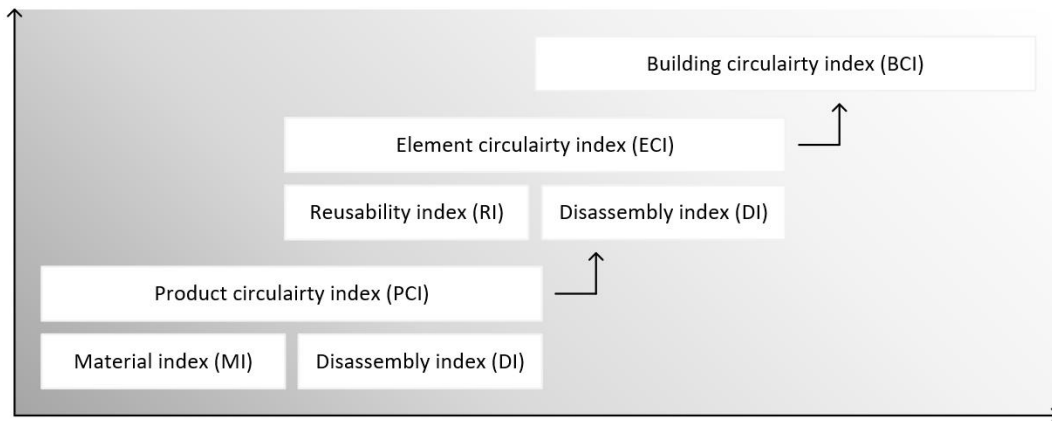 Building circulairty index (BCI)
Element circulairty index (ECI)
Reusability index (RI)
Disassembly index (DI)
Product circulairty index (PCI)
Material index (MI)
Disassembly index (DI)